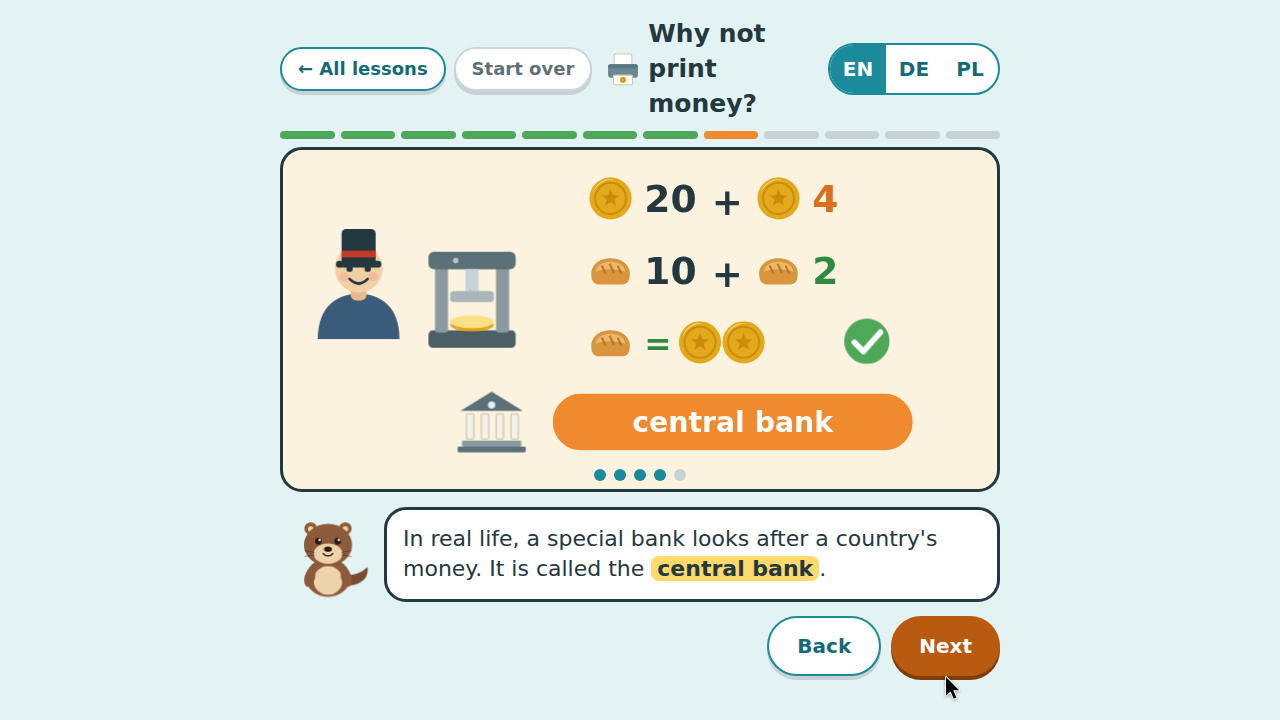 ← All lessons
Start over
Why not
print
money?
EN DE PL
20 + 4
10 + 2
=
central bank
In real life, a special bank looks after a country's
money. It is called the central bank.
Back
Next